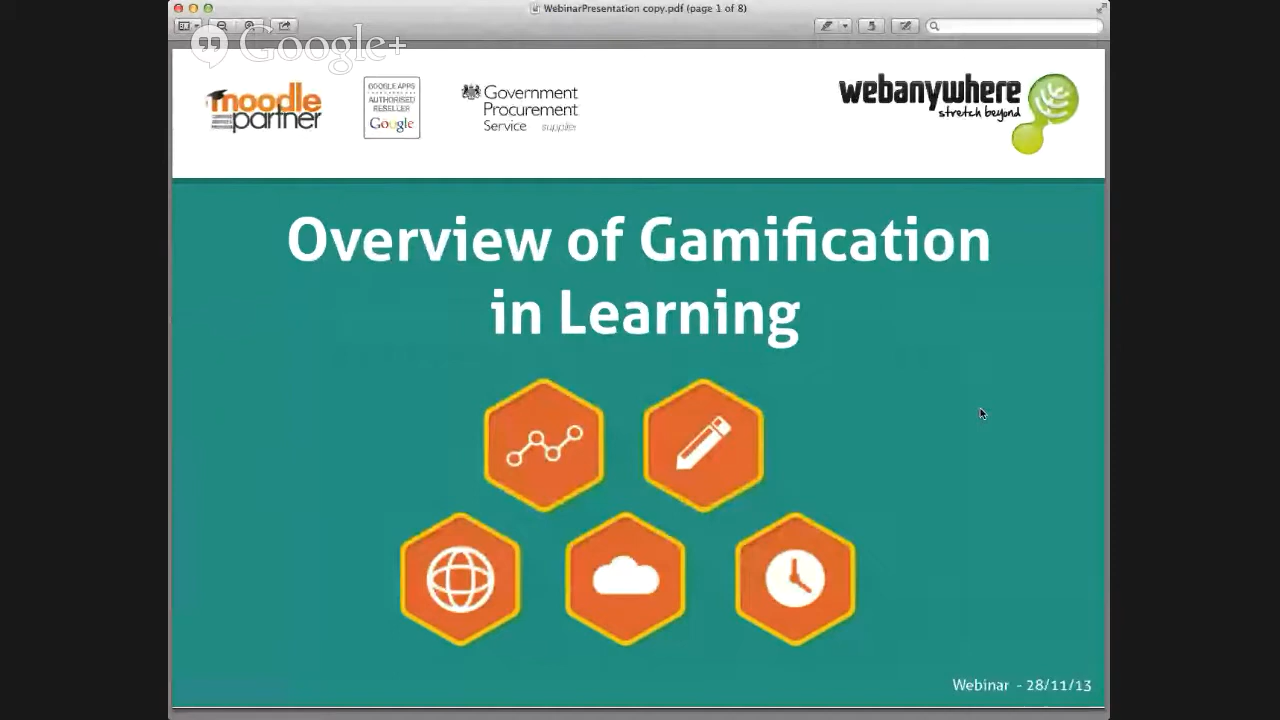 WebinarPresentation copy.pdf (page 1 of 8)
Google+
moodle
partner
GOOGLE APPS
AUTHORISED
RESELLER
Google
Government
Procurement
Service supplier
webanywhere
stretch beyond
Overview of Gamification
in Learning
Webinar - 28/11/13